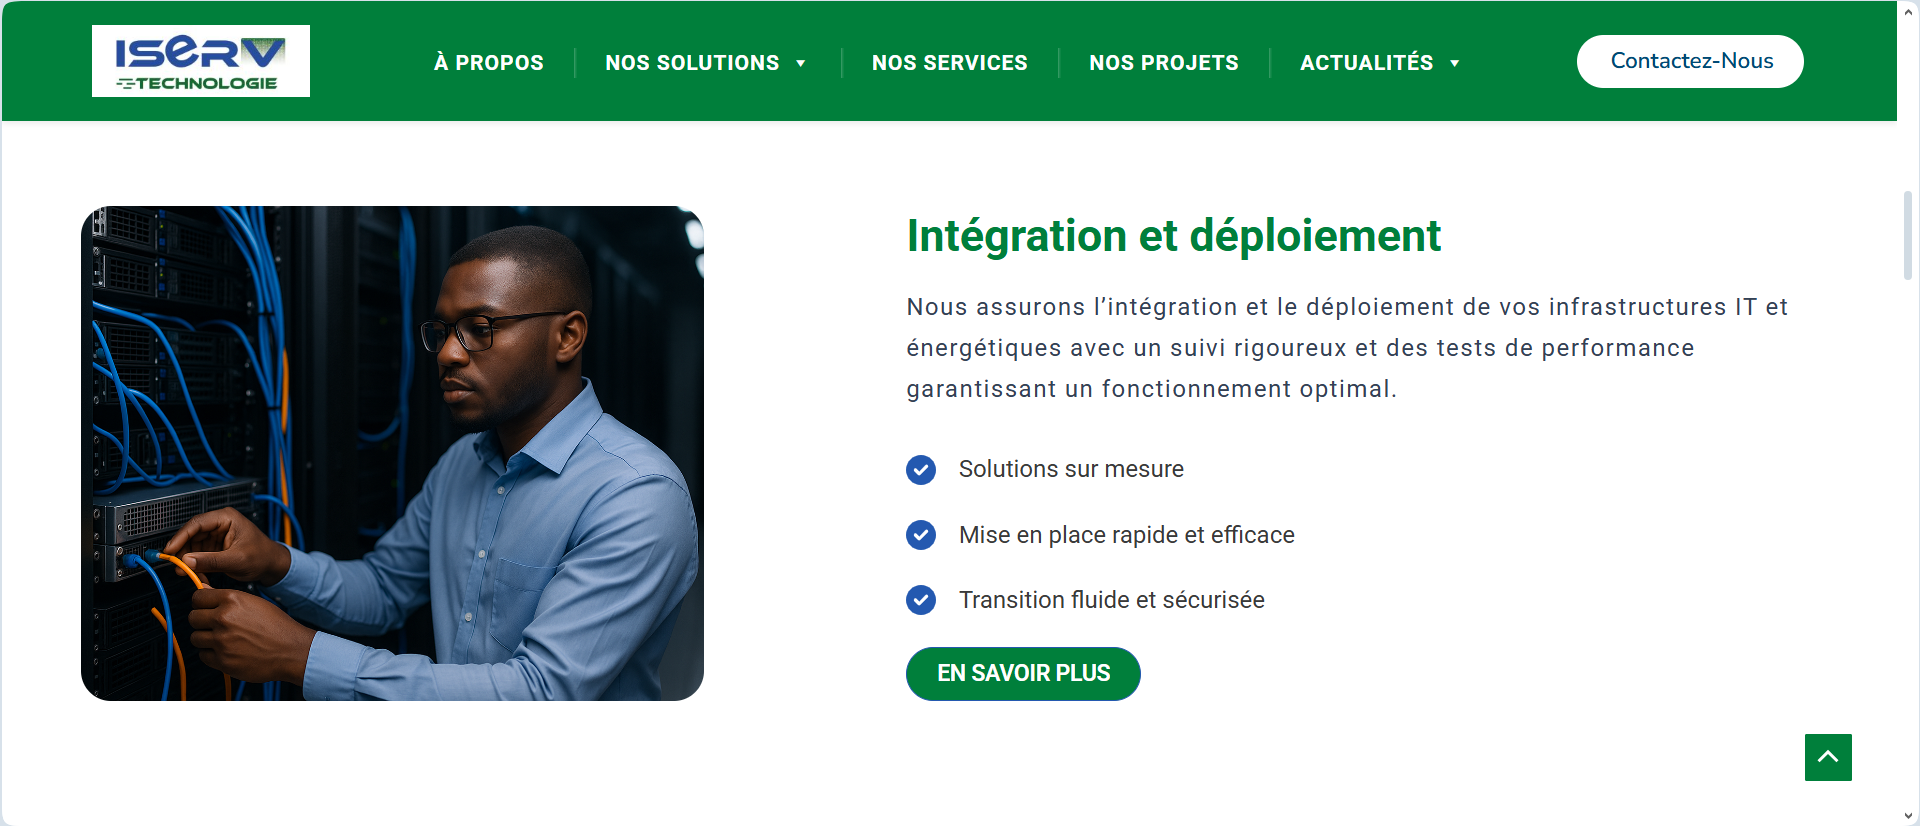 ISERV
TECHNOLOGIE
À PROPOS
NOS SOLUTIONS
NOS SERVICES
NOS PROJETS
ACTUALITÉS
Contactez-Nous
Intégration et déploiement
Nous assurons l’intégration et le déploiement de vos infrastructures IT et
énergétiques avec un suivi rigoureux et des tests de performance
garantissant un fonctionnement optimal.
Solutions sur mesure
Mise en place rapide et efficace
Transition fluide et sécurisée
EN SAVOIR PLUS